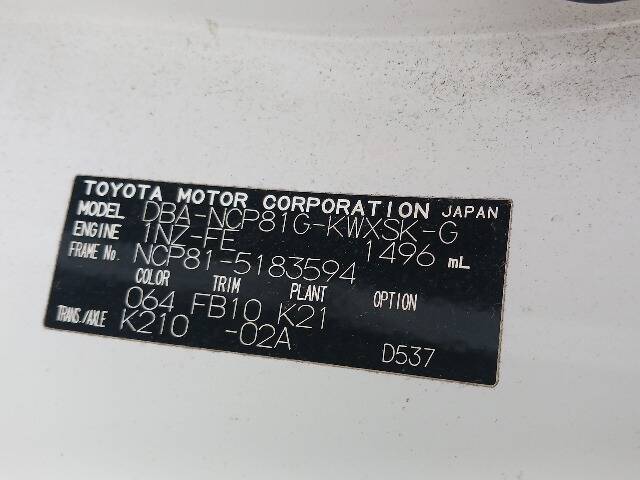 TOYOTA MOTOR CORPORATION JAPAN
MODEL DBA-NCP81G-KWXSK-G
ENGINE 1NZ-FE 1496 mL
FRAME No. NCP81-5183594
COLOR TRIM PLANT OPTION
064 FB10 K21
TRANS./AXLE K210 -02A D537